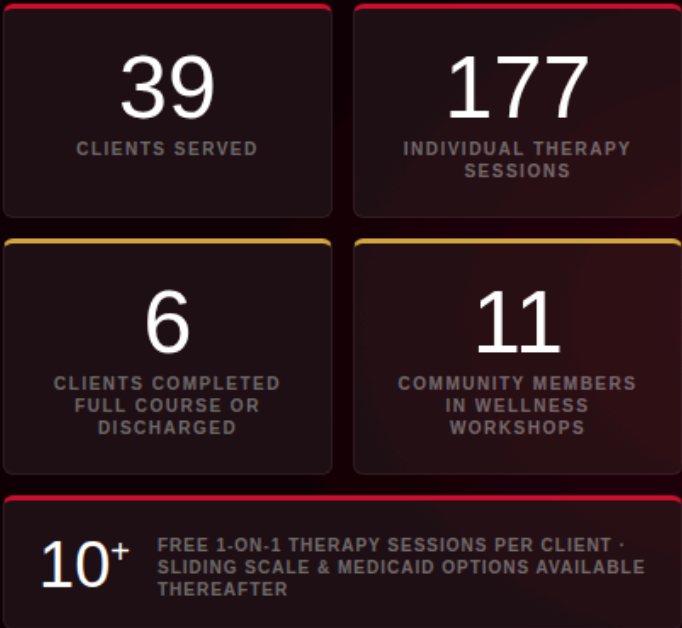 39
CLIENTS SERVED
177
INDIVIDUAL THERAPY
SESSIONS
6
CLIENTS COMPLETED
FULL COURSE OR
DISCHARGED
11
COMMUNITY MEMBERS
IN WELLNESS
WORKSHOPS
10+
FREE 1-ON-1 THERAPY SESSIONS PER CLIENT ·
SLIDING SCALE & MEDICAID OPTIONS AVAILABLE
THEREAFTER